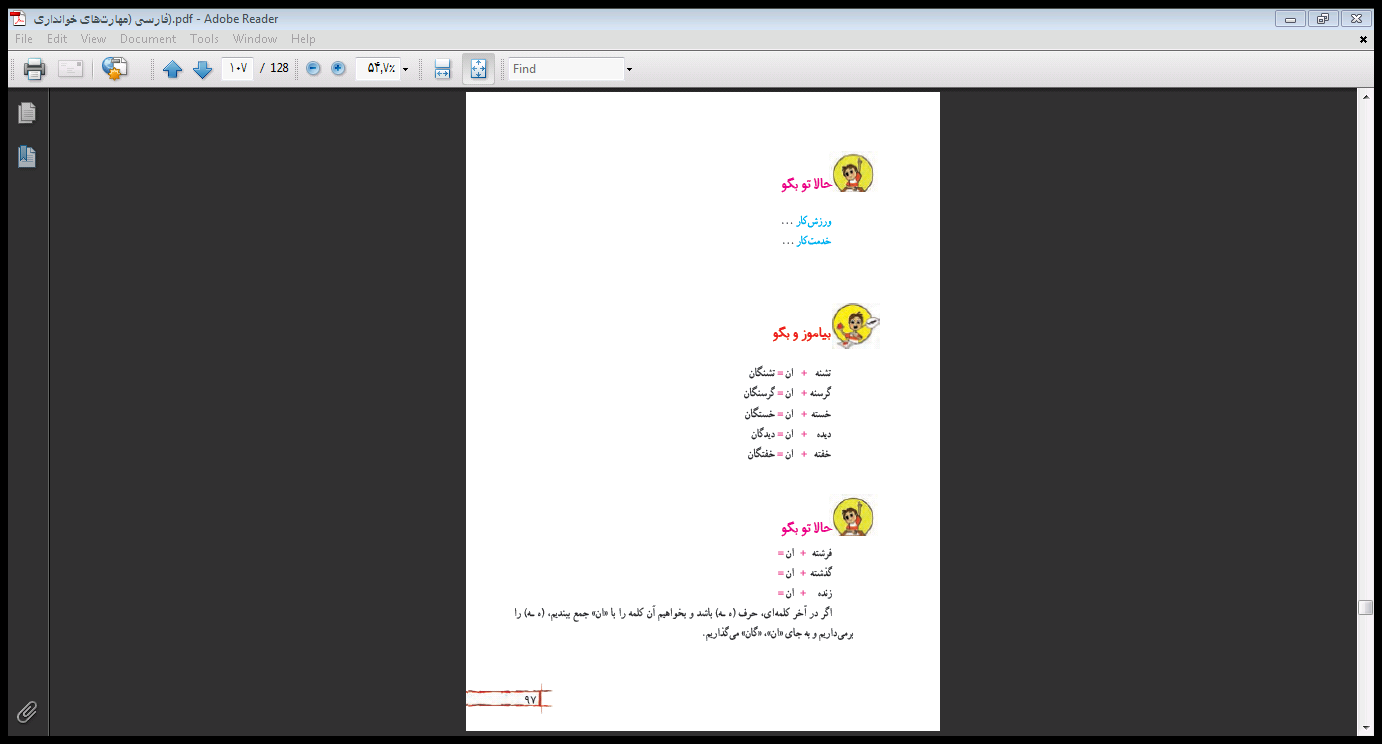 فارسی (مهارت‌های خوانداری).pdf - Adobe Reader
File Edit View Document Tools Window Help
۱۰۷ / 128 ۵۴,۷% Find
حالا تو بگو
ورزش‌کار ...
خدمت‌کار ...
بیاموز و بگو
تشنه + ان = تشنگان
گرسنه + ان = گرسنگان
خسته + ان = خستگان
دیده + ان = دیدگان
خفته + ان = خفتگان
حالا تو بگو
فرشته + ان =
گذشته + ان =
زنده + ان =
اگر در آخر کلمه‌ای، حرف (ه ـه) باشد و بخواهیم آن کلمه را با «ان» جمع ببندیم، (ه ـه) را
برمی‌داریم و به جای «ان»، «گان» می‌گذاریم.
۹۷